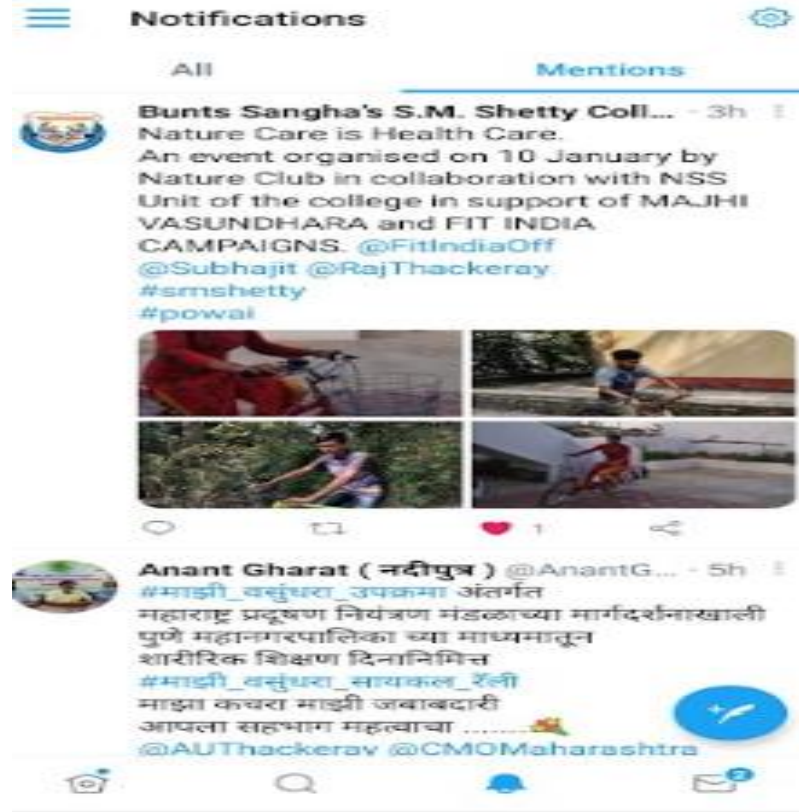 Notifications
All Mentions
Bunts Sangha's S.M. Shetty Coll... · 3h
Nature Care is Health Care.
An event organised on 10 January by
Nature Club in collaboration with NSS
Unit of the college in support of MAJHI
VASUNDHARA and FIT INDIA
CAMPAIGNS. @FitIndiaOff
@Subhajit @RajThackeray
#smshetty
#powai
1
Anant Gharat ( नदीपुत्र ) @AnantG... · 5h
#माझी_वसुंधरा_उपक्रमा अंतर्गत
महाराष्ट्र प्रदूषण नियंत्रण मंडळाच्या मार्गदर्शनाखाली
पुणे महानगरपालिका च्या माध्यमातून
शारीरिक शिक्षण दिनानिमित्त
#माझी_वसुंधरा_सायकल_रॅली
माझा कचरा माझी जबाबदारी
आपला सहभाग महत्वाचा .......
@AUThackeray @CMOMaharashtra
2